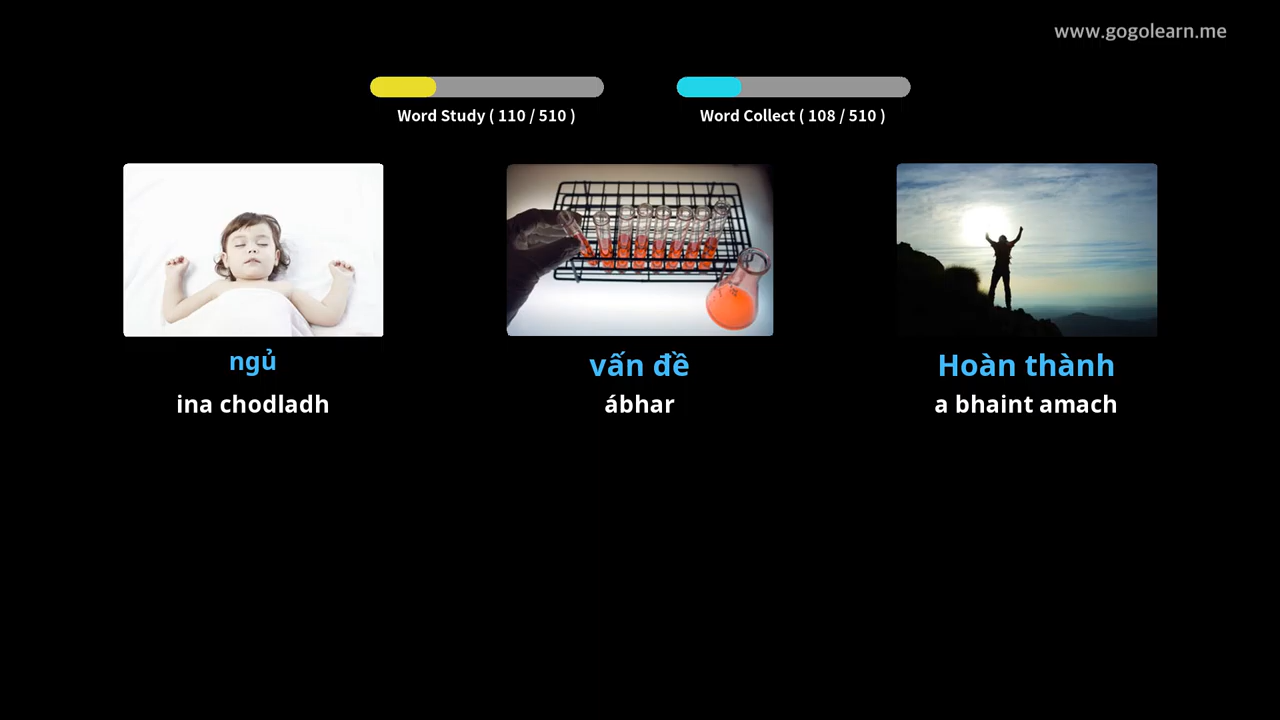 www.gogolearn.me
Word Study ( 110 / 510 )
Word Collect ( 108 / 510 )
ngủ
ina chodladh
vấn đề
ábhar
Hoàn thành
a bhaint amach